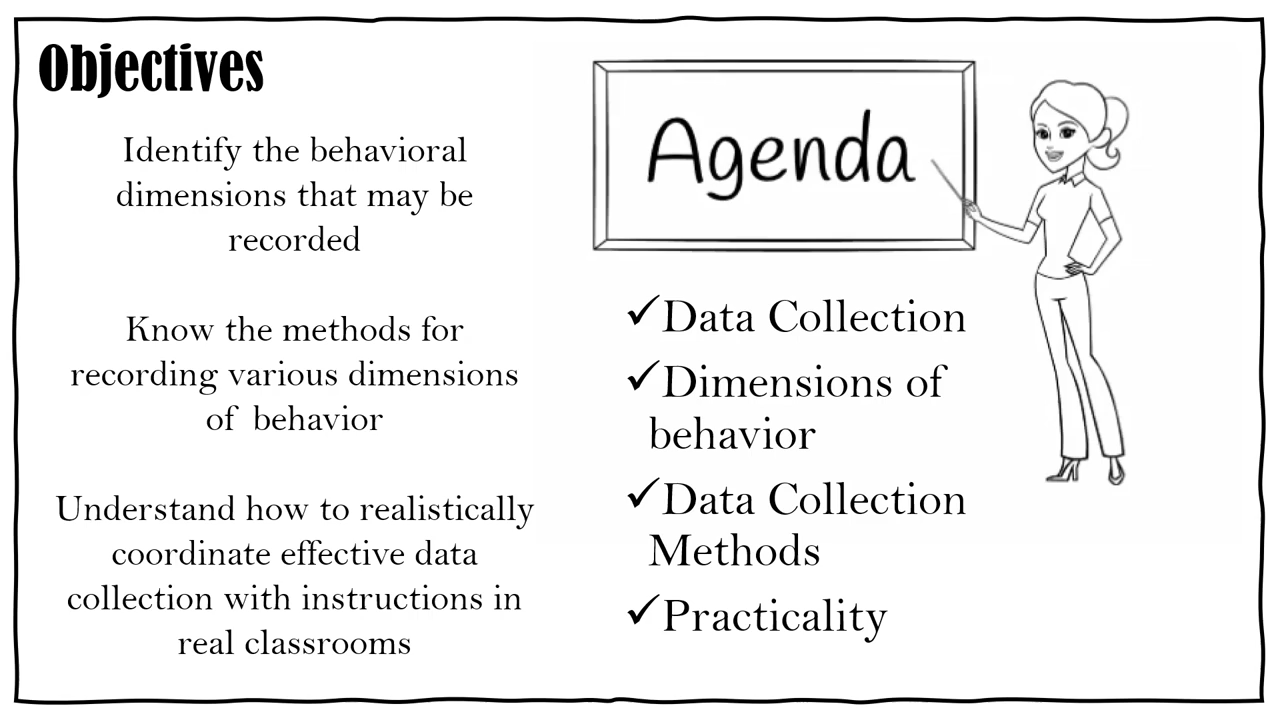 Objectives
Identify the behavioral
dimensions that may be
recorded
Know the methods for
recording various dimensions
of  behavior
Understand how to realistically
coordinate effective data
collection with instructions in
real classrooms
Agenda
✓Data Collection
✓Dimensions of
behavior
✓Data Collection
Methods
✓Practicality